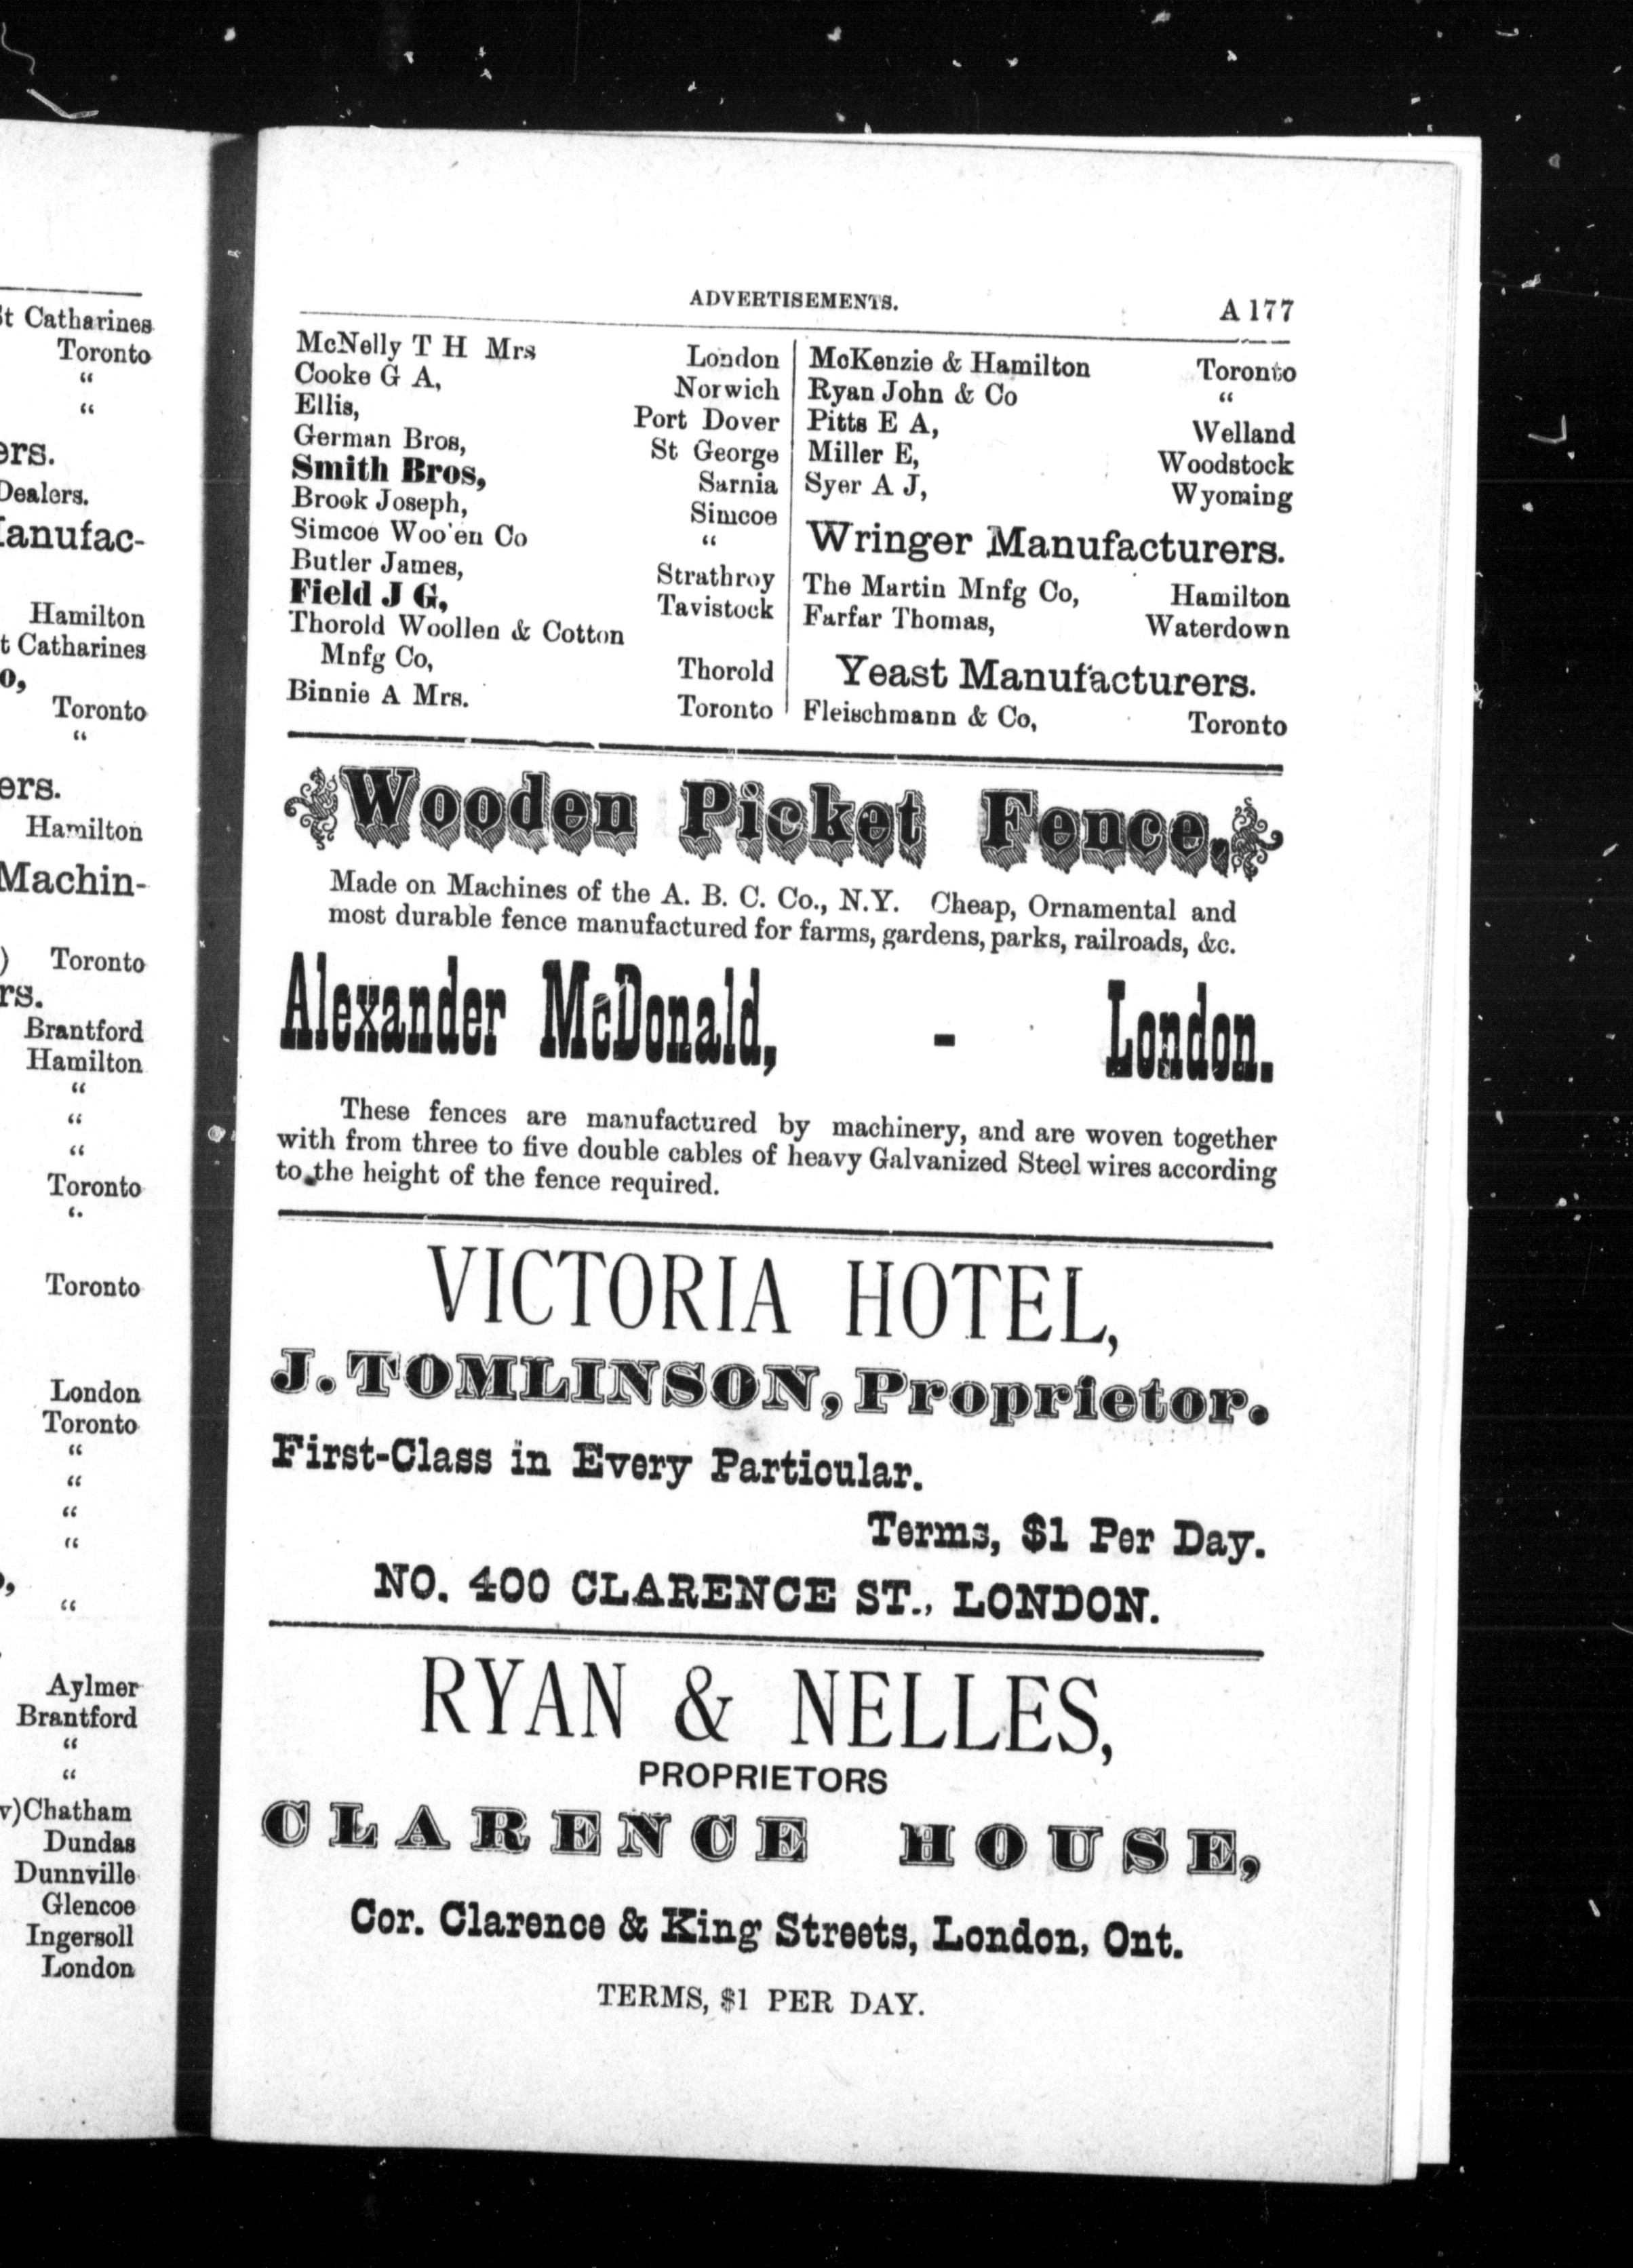 St Catharines
Toronto
“
“
ers.
Dealers.
Manufac-
Hamilton
t Catharines
o,
Toronto
“
ers.
Hamilton
Machin-
) Toronto
rs.
Brantford
Hamilton
“
“
“
Toronto
“
Toronto
London
Toronto
“
“
“
“
,
“
Aylmer
Brantford
“
“
v)Chatham
Dundas
Dunnville
Glencoe
Ingersoll
London
ADVERTISEMENTS. A 177
McNelly T H Mrs London
Cooke G A, Norwich
Ellis, Port Dover
German Bros, St George
Smith Bros, Sarnia
Brook Joseph, Simcoe
Simcoe Woo'en Co “
Butler James, Strathroy
Field J G, Tavistock
Thorold Woollen & Cotton
Mnfg Co, Thorold
Binnie A Mrs. Toronto
McKenzie & Hamilton Toronto
Ryan John & Co “
Pitts E A, Welland
Miller E, Woodstock
Syer A J, Wyoming
Wringer Manufacturers.
The Martin Mnfg Co, Hamilton
Farfar Thomas, Waterdown
Yeast Manufacturers.
Fleischmann & Co, Toronto
Wooden Picket Fence.
Made on Machines of the A. B. C. Co., N.Y. Cheap, Ornamental and
most durable fence manufactured for farms, gardens, parks, railroads, &c.
Alexander McDonald, - London.
These fences are manufactured by machinery, and are woven together
with from three to five double cables of heavy Galvanized Steel wires according
to the height of the fence required.
VICTORIA HOTEL,
J. TOMLINSON, Proprietor.
First-Class in Every Particular.
Terms, $1 Per Day.
NO. 400 CLARENCE ST., LONDON.
RYAN & NELLES,
PROPRIETORS
CLARENCE HOUSE,
Cor. Clarence & King Streets, London, Ont.
TERMS, $1 PER DAY.